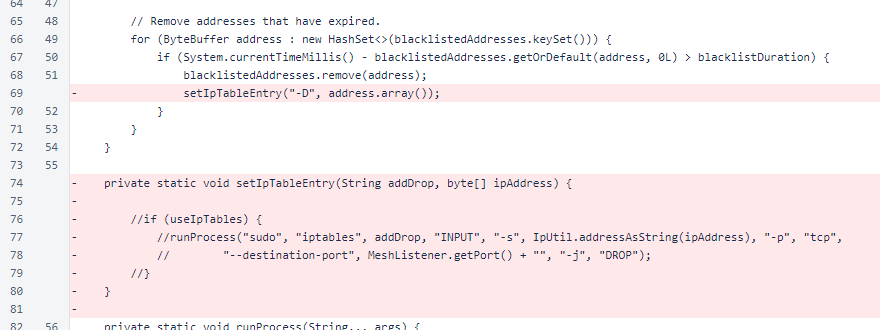 64 47
65 48 // Remove addresses that have expired.
66 49 for (ByteBuffer address : new HashSet<>(blacklistedAddresses.keySet())) {
67 50 if (System.currentTimeMillis() - blacklistedAddresses.getOrDefault(address, 0L) > blacklistDuration) {
68 51 blacklistedAddresses.remove(address);
69 - setIpTableEntry("-D", address.array());
70 52 }
71 53 }
72 54 }
73 55
74 - private static void setIpTableEntry(String addDrop, byte[] ipAddress) {
75 -
76 - //if (useIpTables) {
77 - //runProcess("sudo", "iptables", addDrop, "INPUT", "-s", IpUtil.addressAsString(ipAddress), "-p", "tcp",
78 - // "--destination-port", MeshListener.getPort() + "", "-j", "DROP");
79 - //}
80 - }
81 -
82 56 private static void runProcess(String... args) {